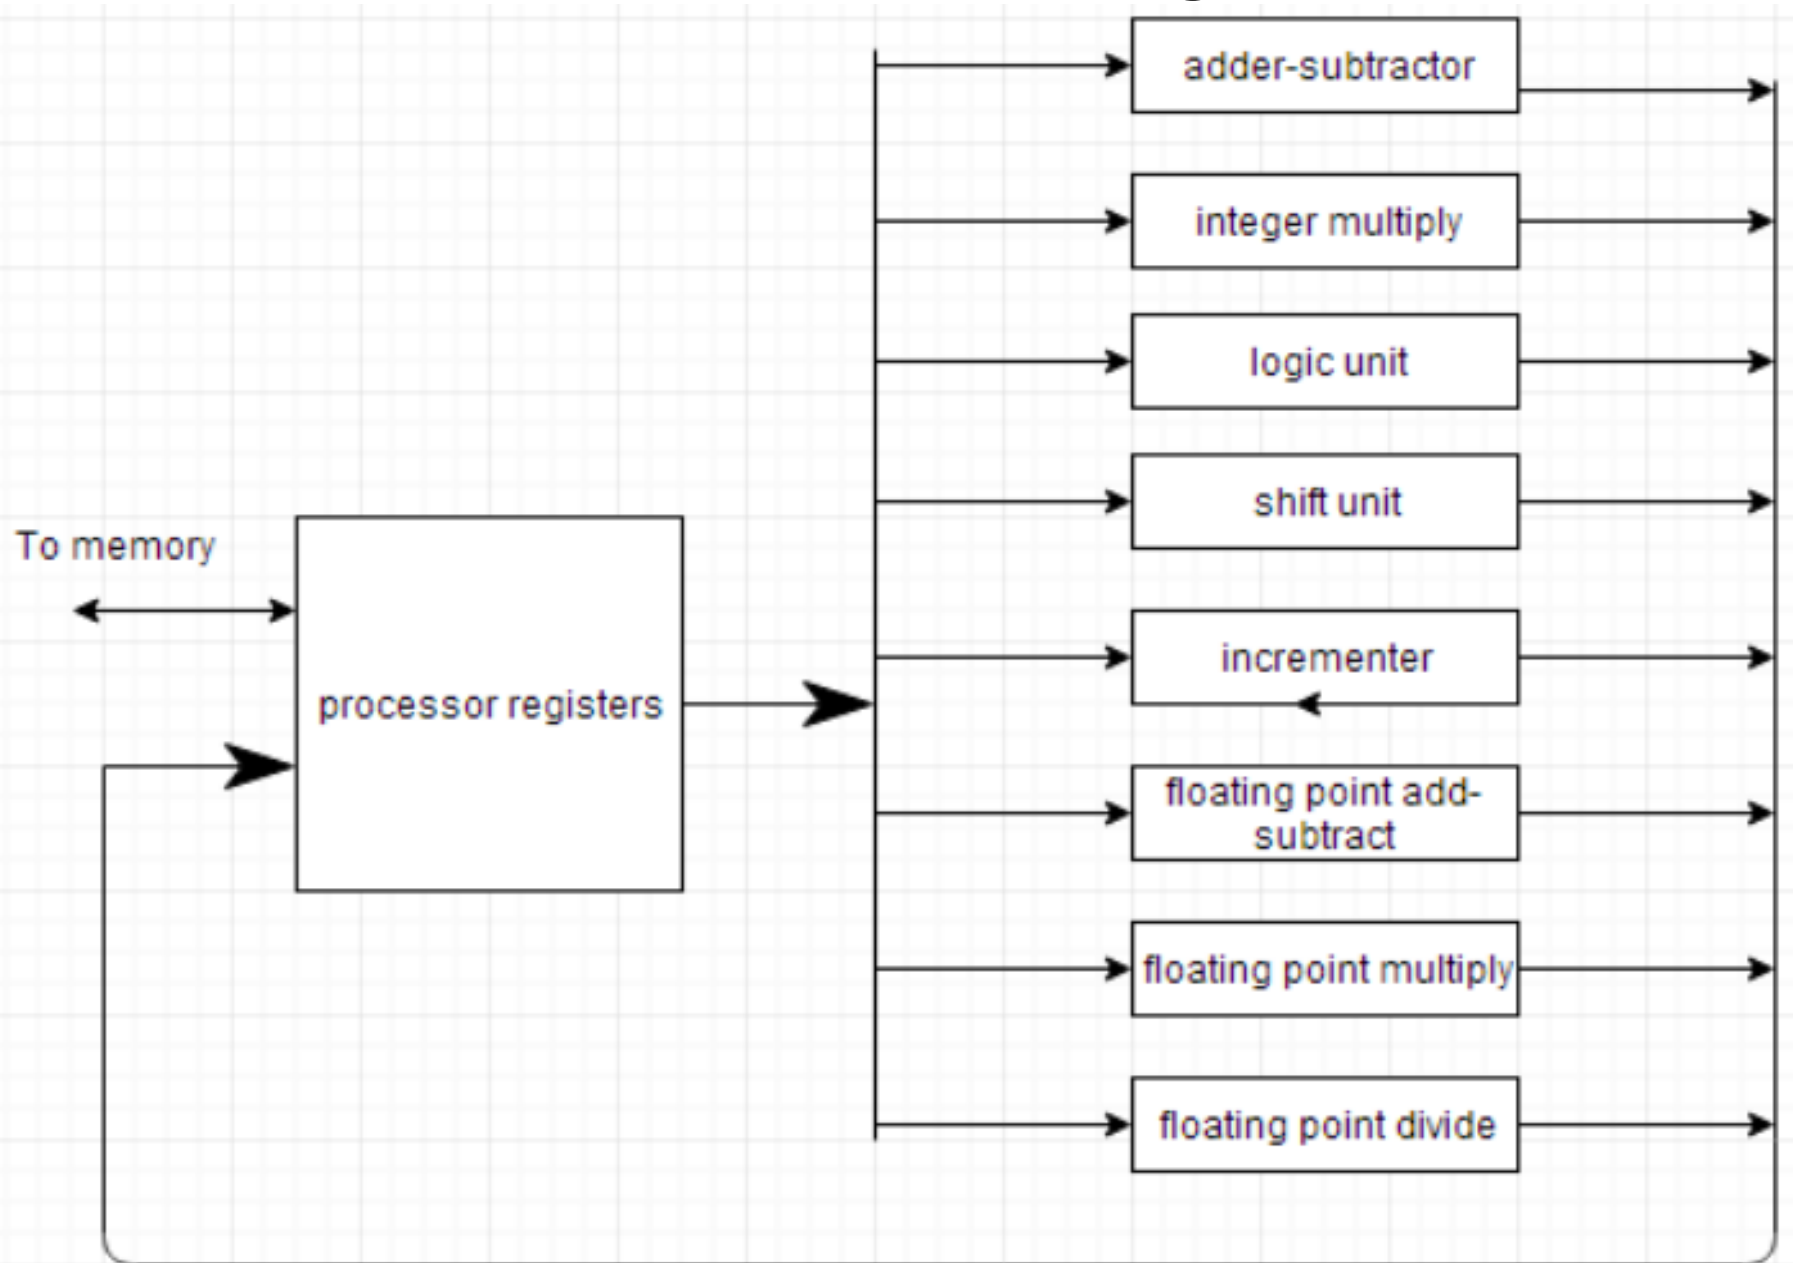 adder-subtractor
integer multiply
logic unit
shift unit
To memory
incrementer
processor registers
floating point add-
subtract
floating point multiply
floating point divide